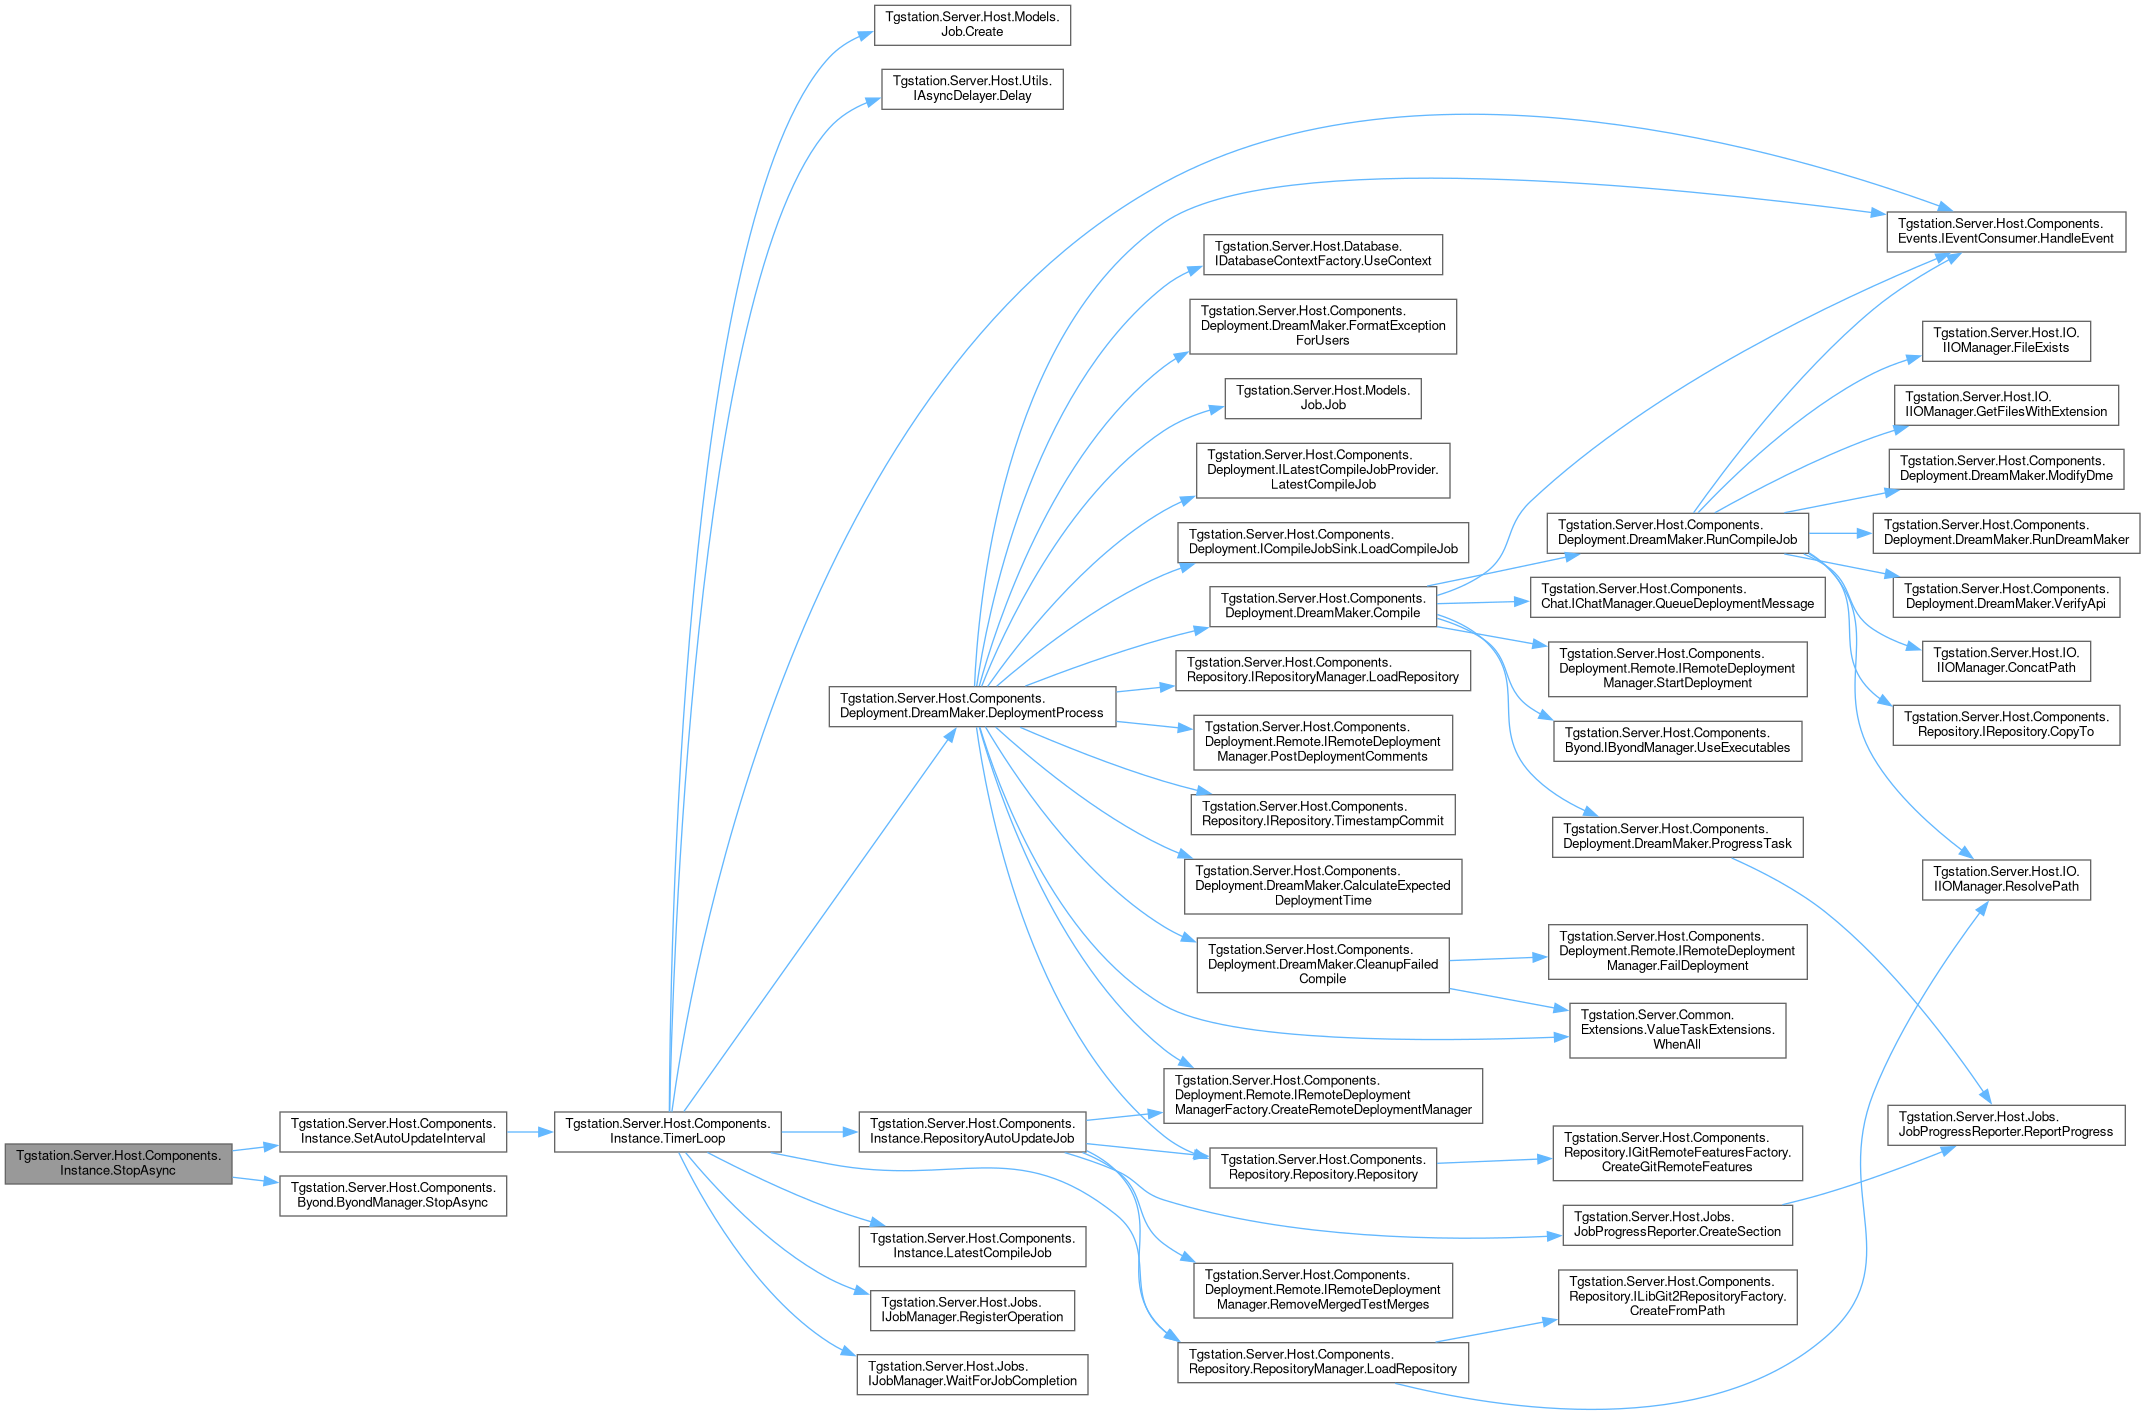 Tgstation.Server.Host.Models.
Job.Create
Tgstation.Server.Host.Utils.
IAsyncDelayer.Delay
Tgstation.Server.Host.Components.
Events.IEventConsumer.HandleEvent
Tgstation.Server.Host.Database.
IDatabaseContextFactory.UseContext
Tgstation.Server.Host.Components.
Deployment.DreamMaker.FormatException
ForUsers
Tgstation.Server.Host.IO.
IIOManager.FileExists
Tgstation.Server.Host.Models.
Job.Job
Tgstation.Server.Host.IO.
IIOManager.GetFilesWithExtension
Tgstation.Server.Host.Components.
Deployment.ILatestCompileJobProvider.
LatestCompileJob
Tgstation.Server.Host.Components.
Deployment.DreamMaker.ModifyDme
Tgstation.Server.Host.Components.
Deployment.ICompileJobSink.LoadCompileJob
Tgstation.Server.Host.Components.
Deployment.DreamMaker.RunCompileJob
Tgstation.Server.Host.Components.
Deployment.DreamMaker.RunDreamMaker
Tgstation.Server.Host.Components.
Deployment.DreamMaker.Compile
Tgstation.Server.Host.Components.
Chat.IChatManager.QueueDeploymentMessage
Tgstation.Server.Host.Components.
Deployment.DreamMaker.VerifyApi
Tgstation.Server.Host.Components.
Repository.IRepositoryManager.LoadRepository
Tgstation.Server.Host.Components.
Deployment.Remote.IRemoteDeployment
Manager.StartDeployment
Tgstation.Server.Host.IO.
IIOManager.ConcatPath
Tgstation.Server.Host.Components.
Deployment.DreamMaker.DeploymentProcess
Tgstation.Server.Host.Components.
Deployment.Remote.IRemoteDeployment
Manager.PostDeploymentComments
Tgstation.Server.Host.Components.
Byond.IByondManager.UseExecutables
Tgstation.Server.Host.Components.
Repository.IRepository.CopyTo
Tgstation.Server.Host.Components.
Repository.IRepository.TimestampCommit
Tgstation.Server.Host.Components.
Deployment.DreamMaker.ProgressTask
Tgstation.Server.Host.Components.
Deployment.DreamMaker.CalculateExpected
DeploymentTime
Tgstation.Server.Host.IO.
IIOManager.ResolvePath
Tgstation.Server.Host.Components.
Deployment.DreamMaker.CleanupFailed
Compile
Tgstation.Server.Host.Components.
Deployment.Remote.IRemoteDeployment
Manager.FailDeployment
Tgstation.Server.Common.
Extensions.ValueTaskExtensions.
WhenAll
Tgstation.Server.Host.Components.
Deployment.Remote.IRemoteDeployment
ManagerFactory.CreateRemoteDeploymentManager
Tgstation.Server.Host.Jobs.
JobProgressReporter.ReportProgress
Tgstation.Server.Host.Components.
Instance.StopAsync
Tgstation.Server.Host.Components.
Instance.SetAutoUpdateInterval
Tgstation.Server.Host.Components.
Instance.TimerLoop
Tgstation.Server.Host.Components.
Instance.RepositoryAutoUpdateJob
Tgstation.Server.Host.Components.
Repository.Repository.Repository
Tgstation.Server.Host.Components.
Repository.IGitRemoteFeaturesFactory.
CreateGitRemoteFeatures
Tgstation.Server.Host.Components.
Byond.ByondManager.StopAsync
Tgstation.Server.Host.Jobs.
JobProgressReporter.CreateSection
Tgstation.Server.Host.Components.
Instance.LatestCompileJob
Tgstation.Server.Host.Components.
Deployment.Remote.IRemoteDeployment
Manager.RemoveMergedTestMerges
Tgstation.Server.Host.Components.
Repository.ILibGit2RepositoryFactory.
CreateFromPath
Tgstation.Server.Host.Jobs.
IJobManager.RegisterOperation
Tgstation.Server.Host.Components.
Repository.RepositoryManager.LoadRepository
Tgstation.Server.Host.Jobs.
IJobManager.WaitForJobCompletion